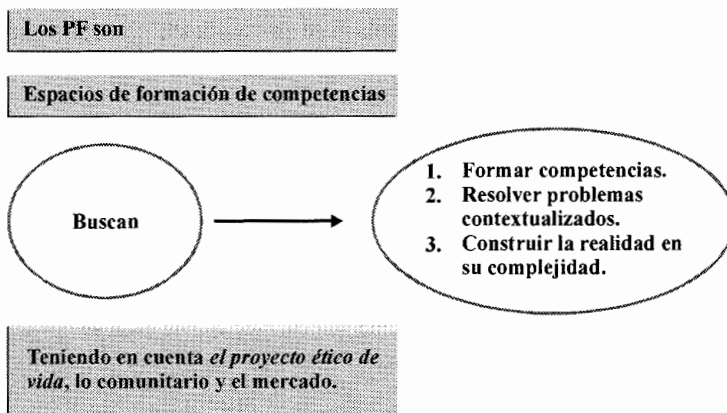 Los PF son
Espacios de formación de competencias
Buscan
1. Formar competencias.
2. Resolver problemas
contextualizados.
3. Construir la realidad en
su complejidad.
Teniendo en cuenta el proyecto ético de
vida, lo comunitario y el mercado.